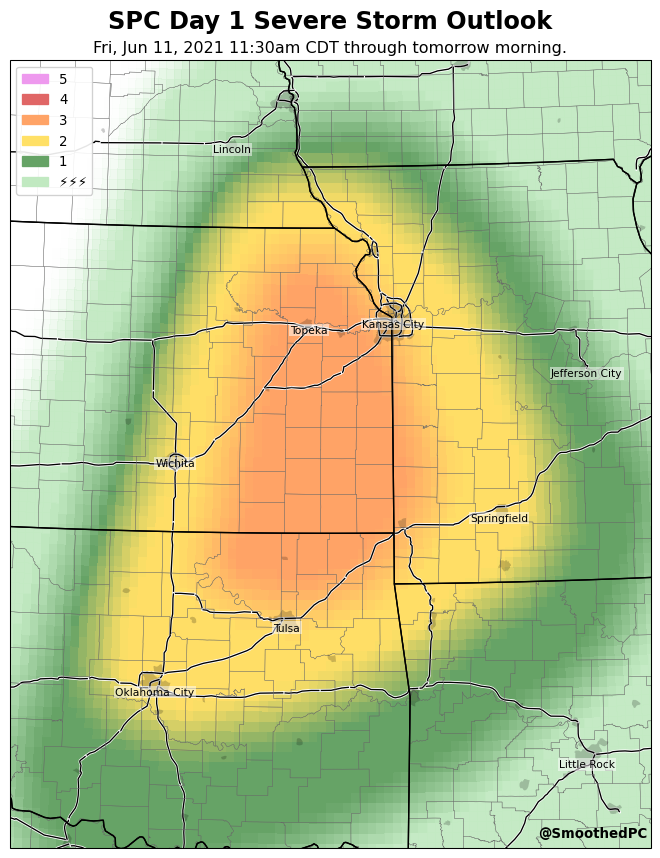 SPC Day 1 Severe Storm Outlook
Fri, Jun 11, 2021 11:30am CDT through tomorrow morning.
5
4
3
2
1
⚡⚡⚡
Lincoln
Topeka
Kansas City
Jefferson City
Wichita
Springfield
Tulsa
Oklahoma City
Little Rock
@SmoothedPC